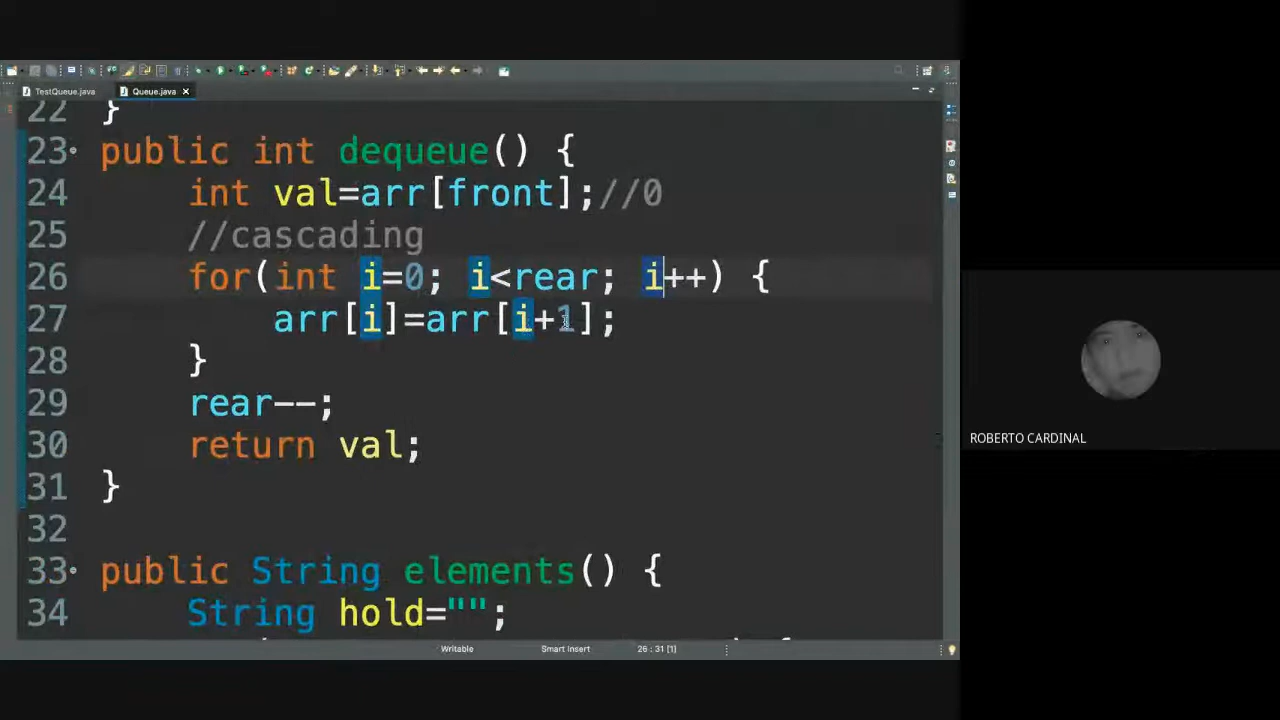 TestQueue.java Queue.java
22 }
23 public int dequeue() {
24 int val=arr[front];//0
25 //cascading
26 for(int i=0; i<rear; i++) {
27 arr[i]=arr[i+1];
28 }
29 rear--;
30 return val;
31 }
32
33 public String elements() {
34 String hold="";
Writable Smart Insert 26 : 31 [1]
ROBERTO CARDINAL